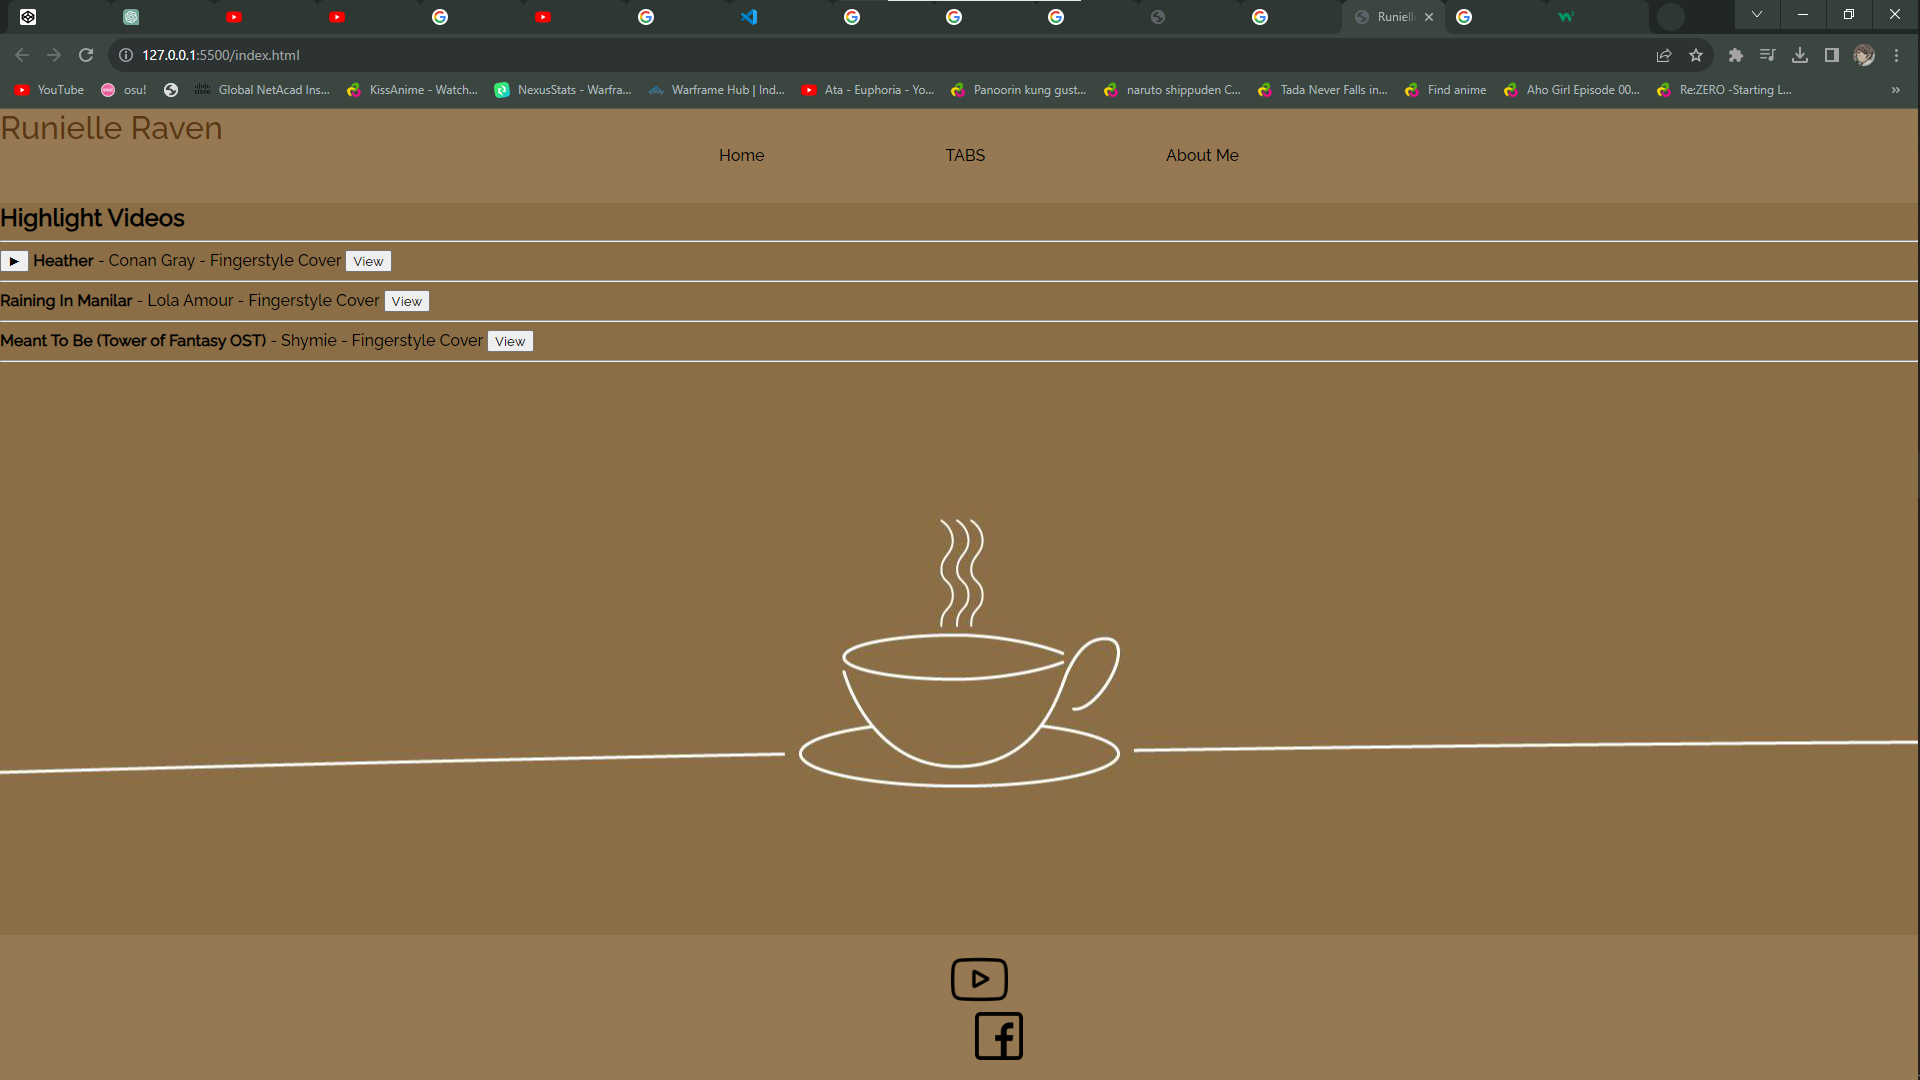 Runiell
127.0.0.1:5500/index.html
YouTube osu! Global NetAcad Ins... KissAnime - Watch... NexusStats - Warfra... Warframe Hub | Ind... Ata - Euphoria - Yo... Panoorin kung gust... naruto shippuden C... Tada Never Falls in... Find anime Aho Girl Episode 00... Re:ZERO -Starting L... »
Runielle Raven
Home TABS About Me
Highlight Videos
Heather - Conan Gray - Fingerstyle Cover View
Raining In Manilar - Lola Amour - Fingerstyle Cover View
Meant To Be (Tower of Fantasy OST) - Shymie - Fingerstyle Cover View